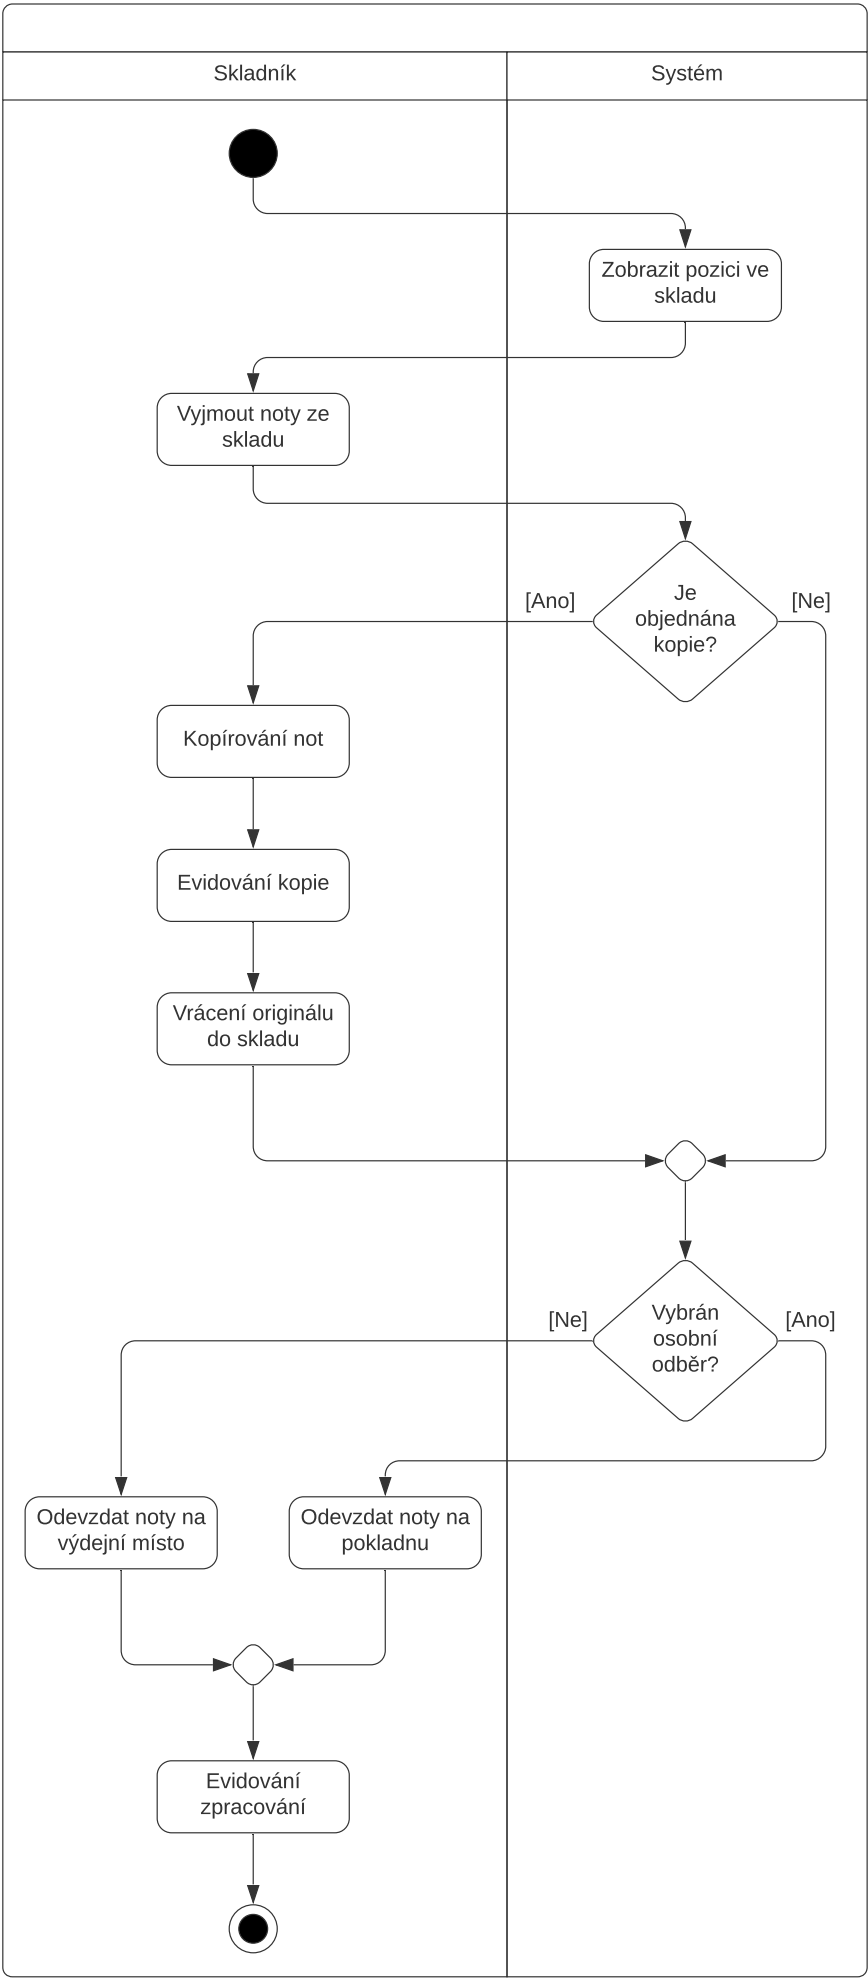 Skladník
Systém
Zobrazit pozici ve
skladu
Vyjmout noty ze
skladu
Je
objednána
kopie?
[Ano]
[Ne]
Kopírování not
Evidování kopie
Vrácení originálu
do skladu
Vybrán
osobní
odběr?
[Ne]
[Ano]
Odevzdat noty na
výdejní místo
Odevzdat noty na
pokladnu
Evidování
zpracování